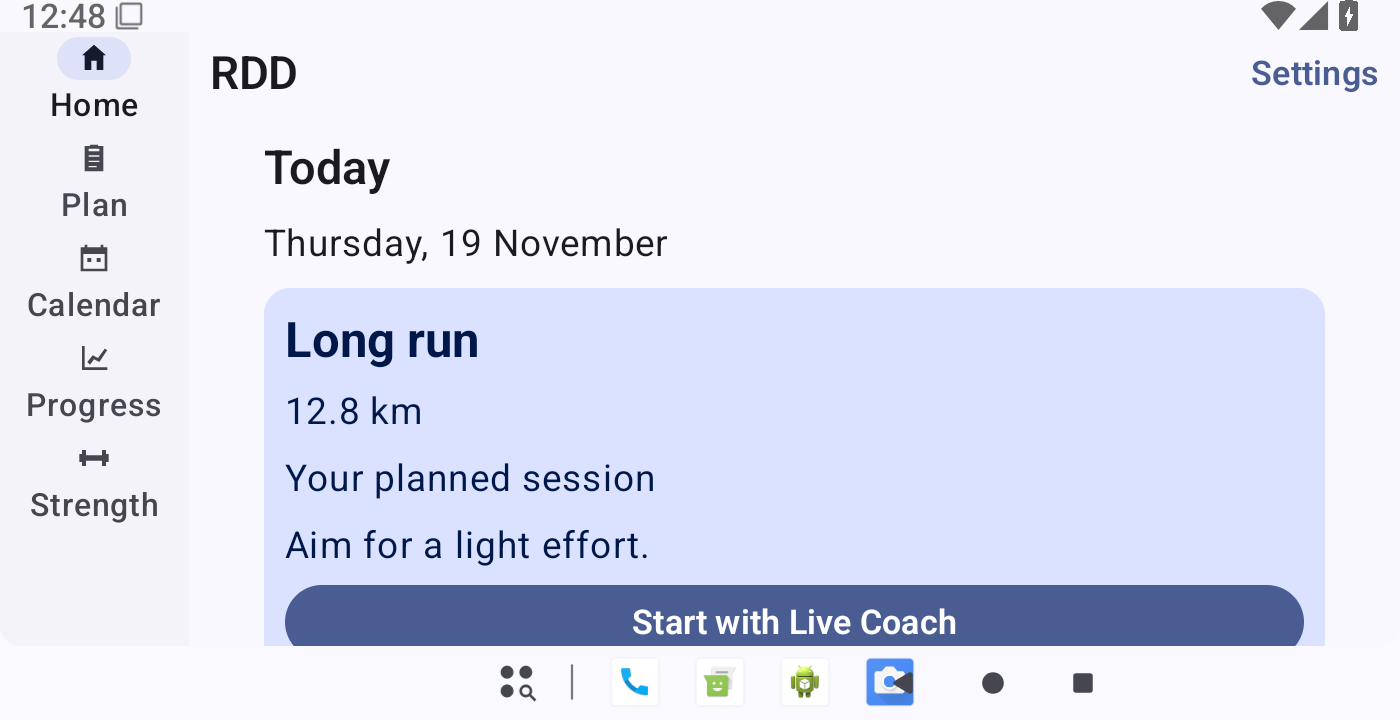 12:48
Home
Plan
Calendar
Progress
Strength
RDD
Settings
Today
Thursday, 19 November
Long run
12.8 km
Your planned session
Aim for a light effort.
Start with Live Coach